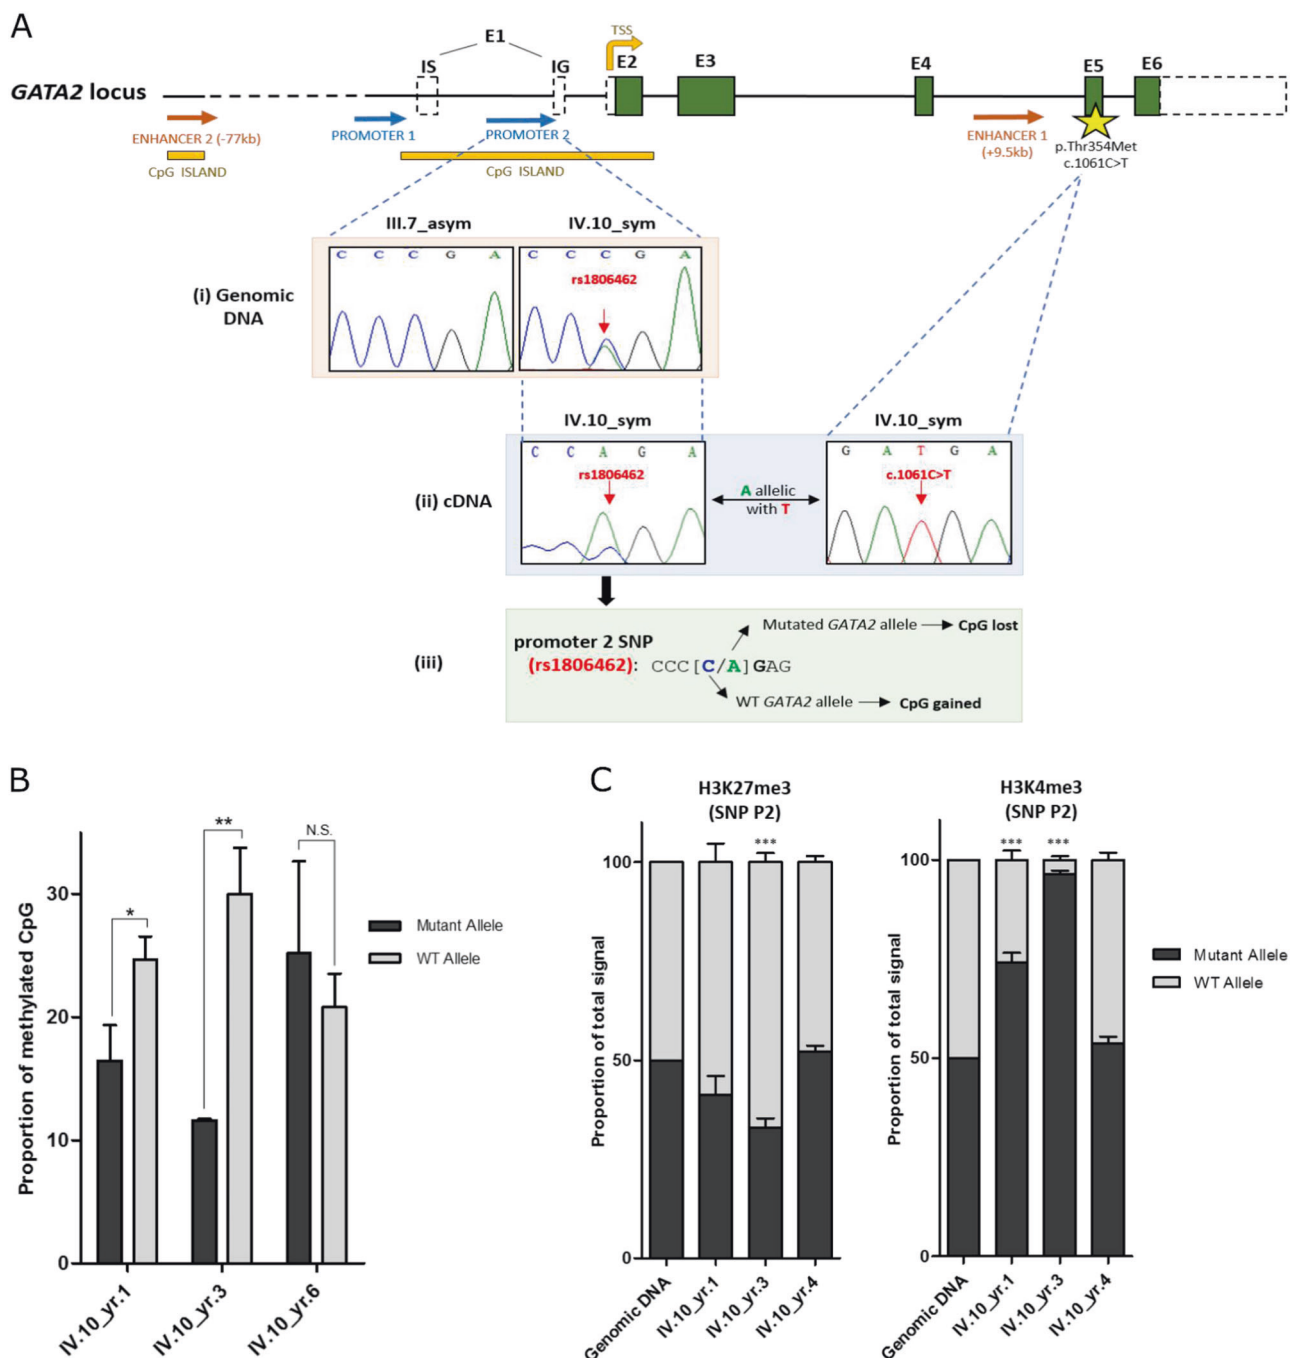 A
TSS
E1
IS
IG
E2
E3
E4
E5
E6
GATA2 locus
ENHANCER 2 (-77kb)
PROMOTER 1
PROMOTER 2
ENHANCER 1
(+9.5kb)
p.Thr354Met
c.1061C>T
CpG ISLAND
CpG ISLAND
III.7_asym
IV.10_sym
(i) Genomic
DNA
C C C G A
C C C G A
rs1806462
IV.10_sym
IV.10_sym
(ii) cDNA
C C A G A
rs1806462
A allelic
with T
G A T G A
c.1061C>T
(iii)
promoter 2 SNP
(rs1806462): CCC [C/A] GAG
Mutated GATA2 allele
CpG lost
WT GATA2 allele
CpG gained
B
Proportion of methylated CpG
30
20
10
0
*
**
N.S.
Mutant Allele
WT Allele
IV.10_yr.1
IV.10_yr.3
IV.10_yr.6
C
H3K27me3
(SNP P2)
Proportion of total signal
100
50
0
***
Genomic DNA
IV.10_yr.1
IV.10_yr.3
IV.10_yr.4
H3K4me3
(SNP P2)
Proportion of total signal
100
50
0
***
***
Genomic DNA
IV.10_yr.1
IV.10_yr.3
IV.10_yr.4
Mutant Allele
WT Allele